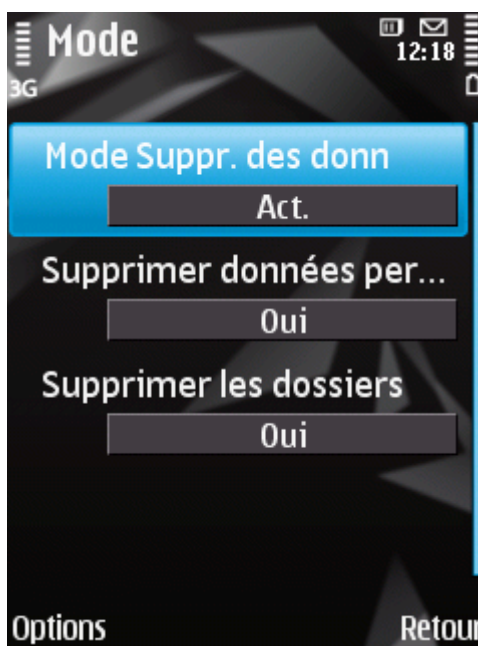 Mode
12:18
3G
Mode Suppr. des donn
Act.
Supprimer données per...
Oui
Supprimer les dossiers
Oui
Options
Retour